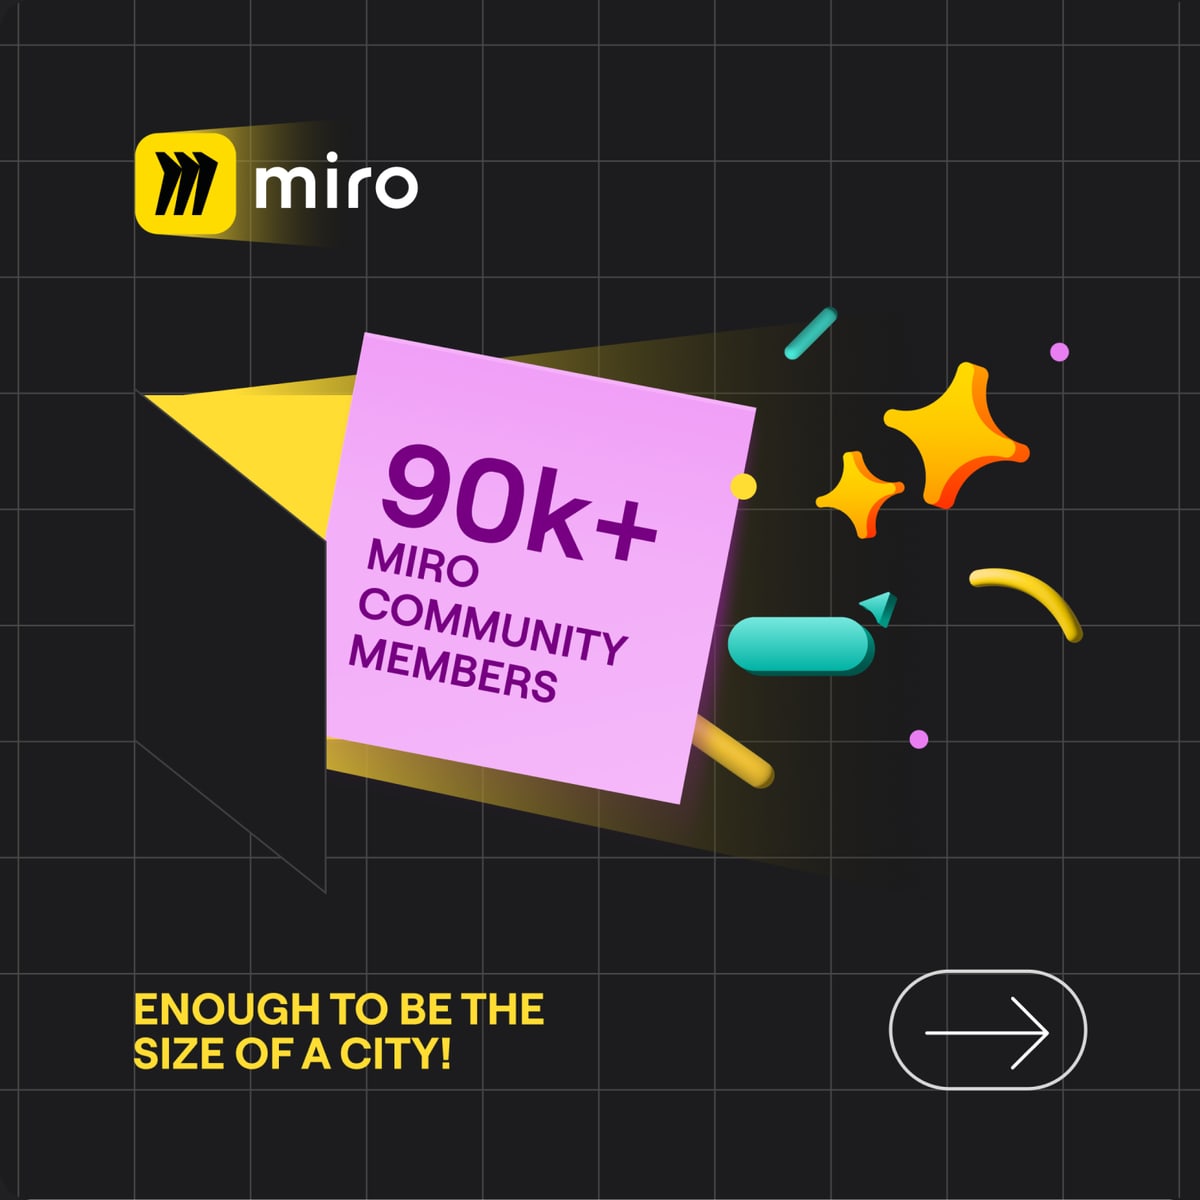 miro
90k+
MIRO
COMMUNITY
MEMBERS
ENOUGH TO BE THE
SIZE OF A CITY!